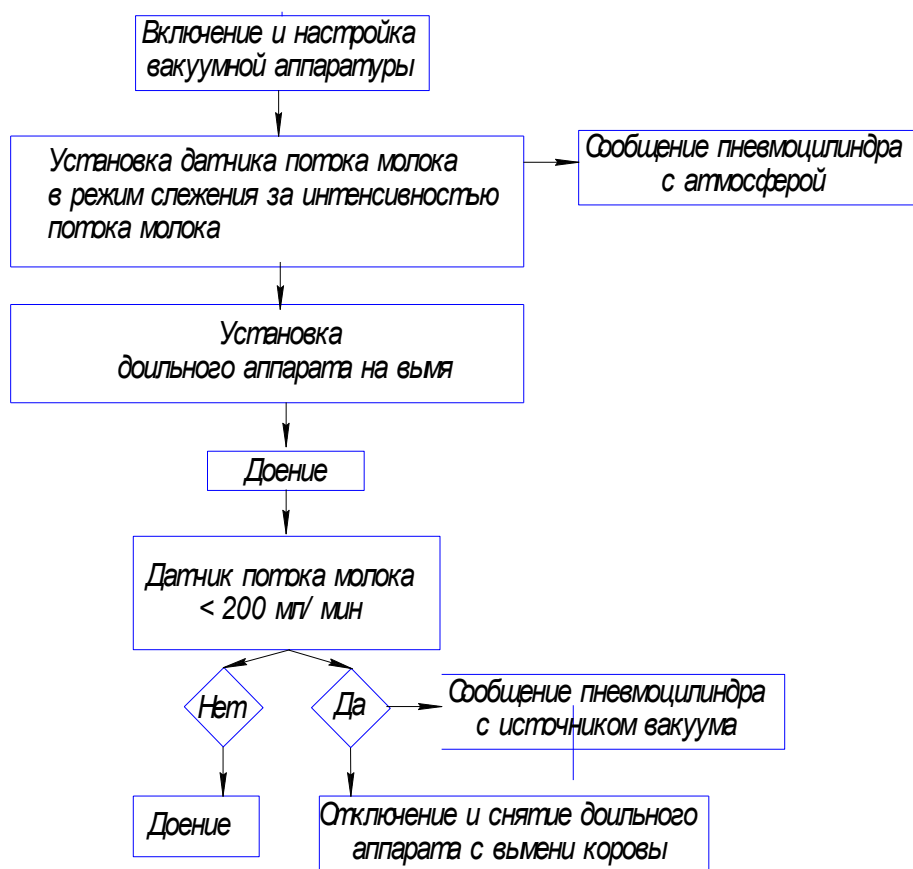 Включение и настройка
вакуумной аппаратуры
Установка датчика потока молока
в режим слежения за интенсивностью
потока молока
Сообщение пневмоцилиндра
с атмосферой
Установка
доильного аппарата на вымя
Доение
Датчик потока молока
< 200 мл/ мин
Нет
Да
Сообщение пневмоцилиндра
с источником вакуума
Доение
Отключение и снятие доильного
аппарата с вымени коровы